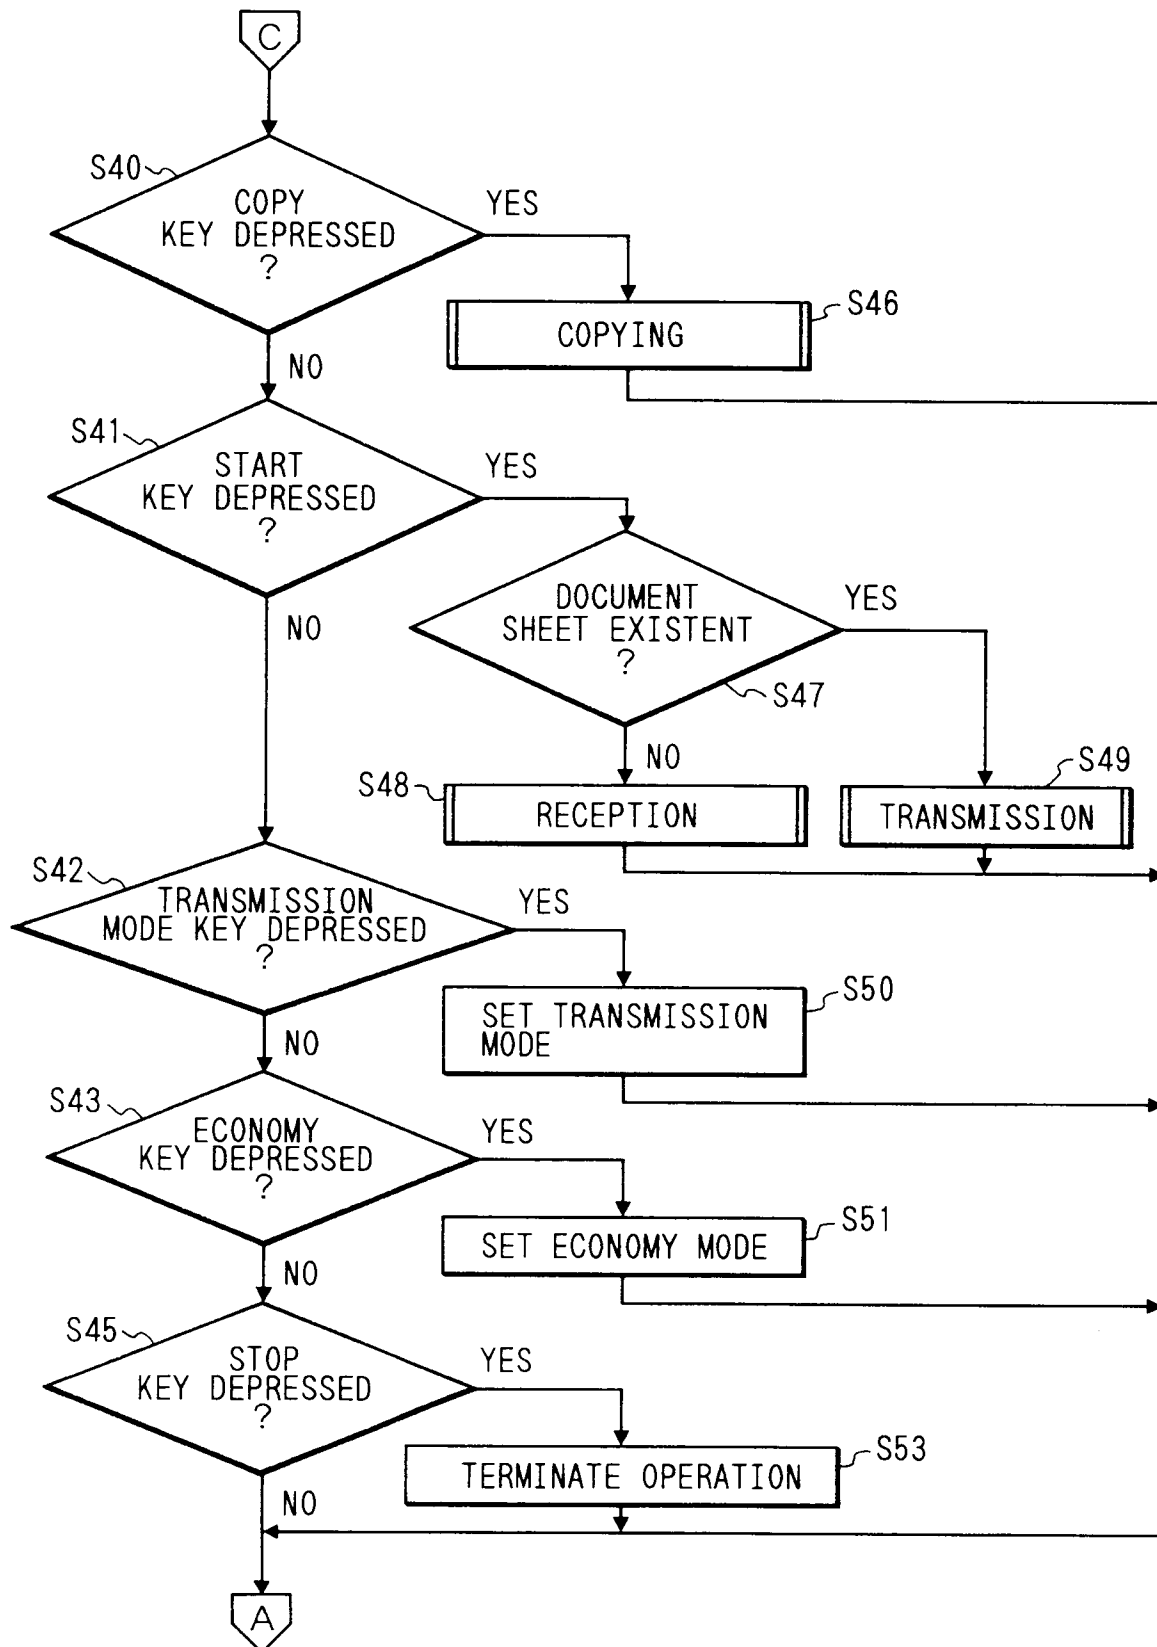 C
S40
COPY
KEY DEPRESSED
?
YES
S46
COPYING
NO
S41
START
KEY DEPRESSED
?
YES
NO
DOCUMENT
SHEET EXISTENT
?
YES
S47
NO
S48
RECEPTION
S49
TRANSMISSION
S42
TRANSMISSION
MODE KEY DEPRESSED
?
YES
S50
SET TRANSMISSION
MODE
NO
S43
ECONOMY
KEY DEPRESSED
?
YES
S51
SET ECONOMY MODE
NO
S45
STOP
KEY DEPRESSED
?
YES
S53
TERMINATE OPERATION
NO
A